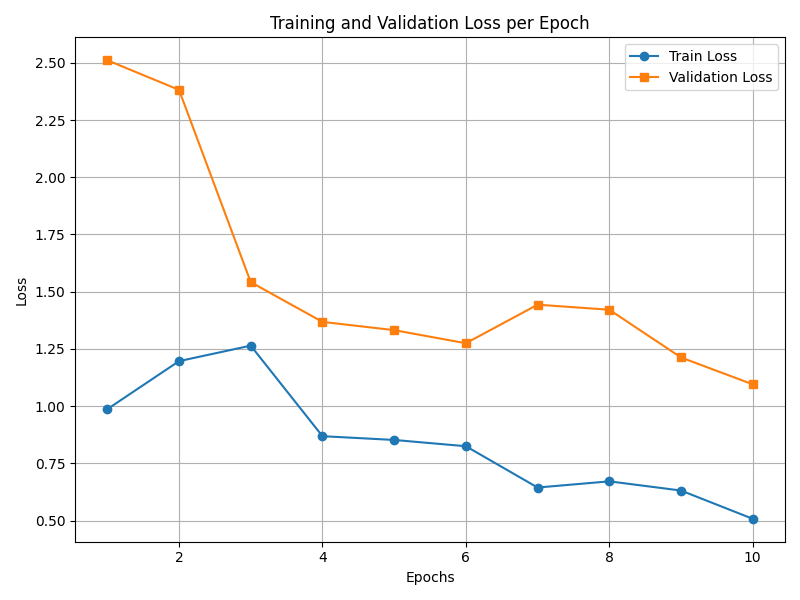 Training and Validation Loss per Epoch
Train Loss
Validation Loss
2.50
2.25
2.00
1.75
1.50
1.25
1.00
0.75
0.50
Loss
2 4 6 8 10
Epochs